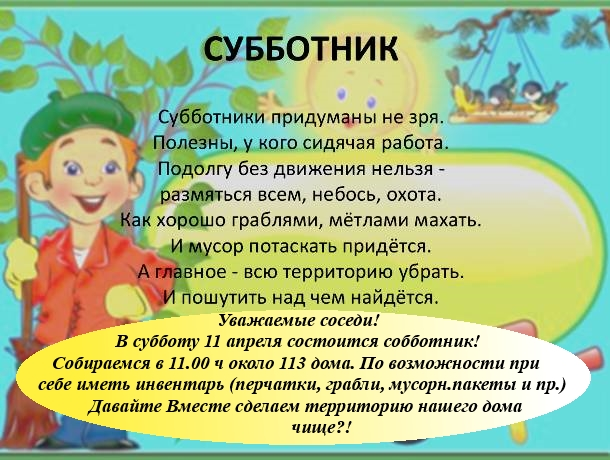 СУББОТНИК
Субботники придуманы не зря.
Полезны, у кого сидячая работа.
Подолгу без движения нельзя -
размяться всем, небось, охота.
Как хорошо граблями, мётлами махать.
И мусор потаскать придётся.
А главное - всю территорию убрать.
И пошутить над чем найдётся.
Уважаемые соседи!
В субботу 11 апреля состоится собботник!
Собираемся в 11.00 ч около 113 дома. По возможности при
себе иметь инвентарь (перчатки, грабли, мусорн.пакеты и пр.)
Давайте Вместе сделаем территорию нашего дома
чище?!